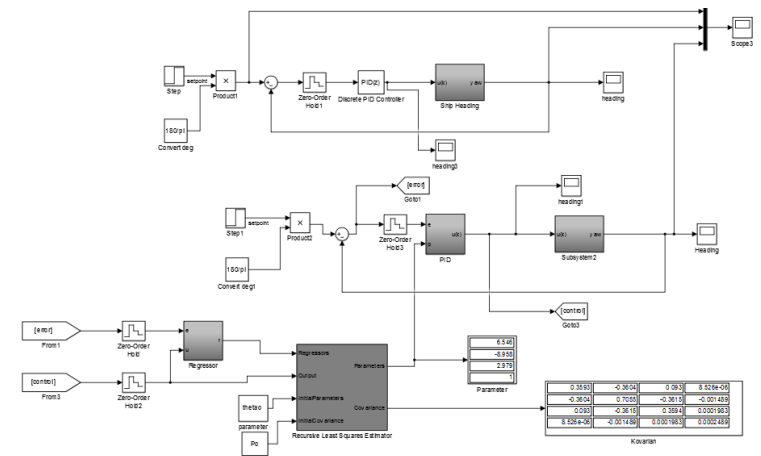 Scope3
Step
setpoint
×
Product1
Zero-Order
Hold1
PID(z)
Discrete PID Controller
u(k)
yaw
Ship Heading
heading
180/pi
Convert deg
heading3
[error]
Goto1
heading1
Step1
setpoint
×
Product2
Zero-Order
Hold3
e
p
u(k)
PID
u(k)
yaw
Subsystem2
Heading
180/pi
Convert deg1
[control]
Goto3
[error]
From1
Zero-Order
Hold
e
u
r
Regressor
[control]
From3
Zero-Order
Hold2
Regressors
Output
InitialParameters
InitialCovariance
Parameters
Covariance
Recursive Least Squares Estimator
thetao
parameter
Po
6.546
-8.958
2.979
1
Parameter
0.3593 -0.3604 0.093 8.526e-06
-0.3604 0.7055 -0.3615 -0.001489
0.093 -0.3615 0.3594 0.0001983
8.526e-06 -0.001489 0.0001983 0.0002489
Kovarian